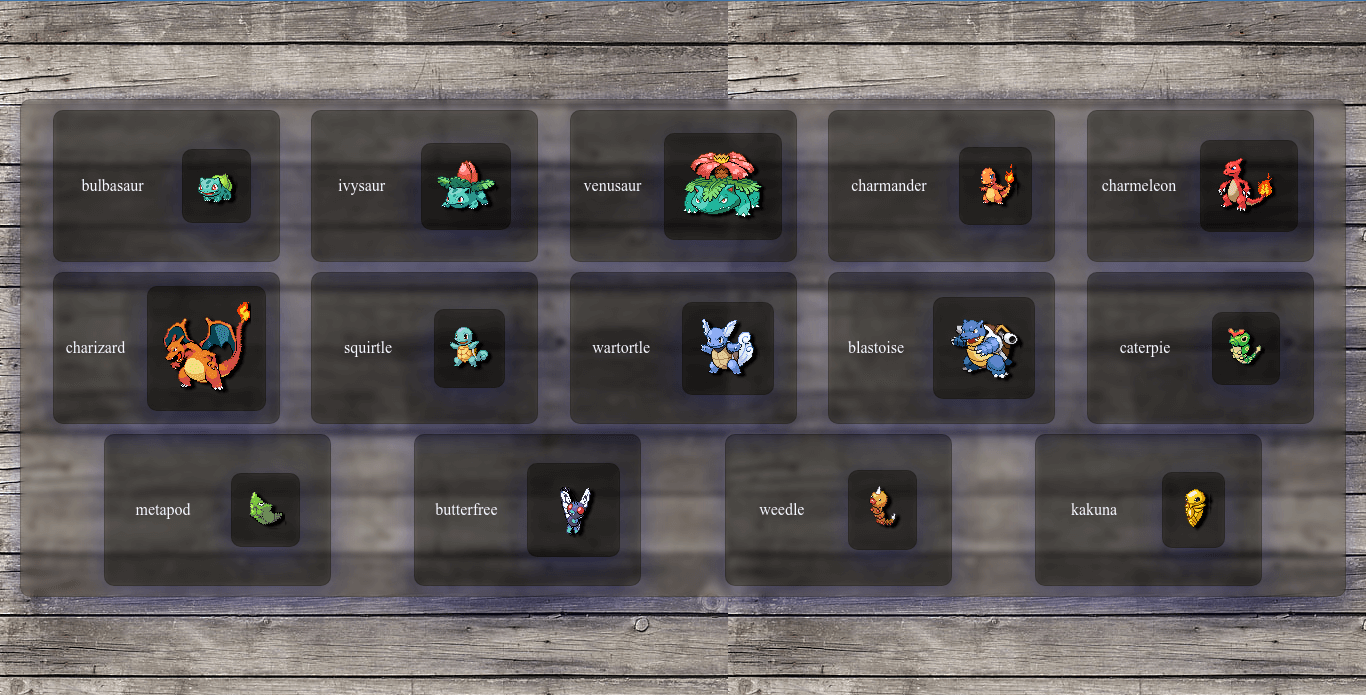 bulbasaur
ivysaur
venusaur
charmander
charmeleon
charizard
squirtle
wartortle
blastoise
caterpie
metapod
butterfree
weedle
kakuna